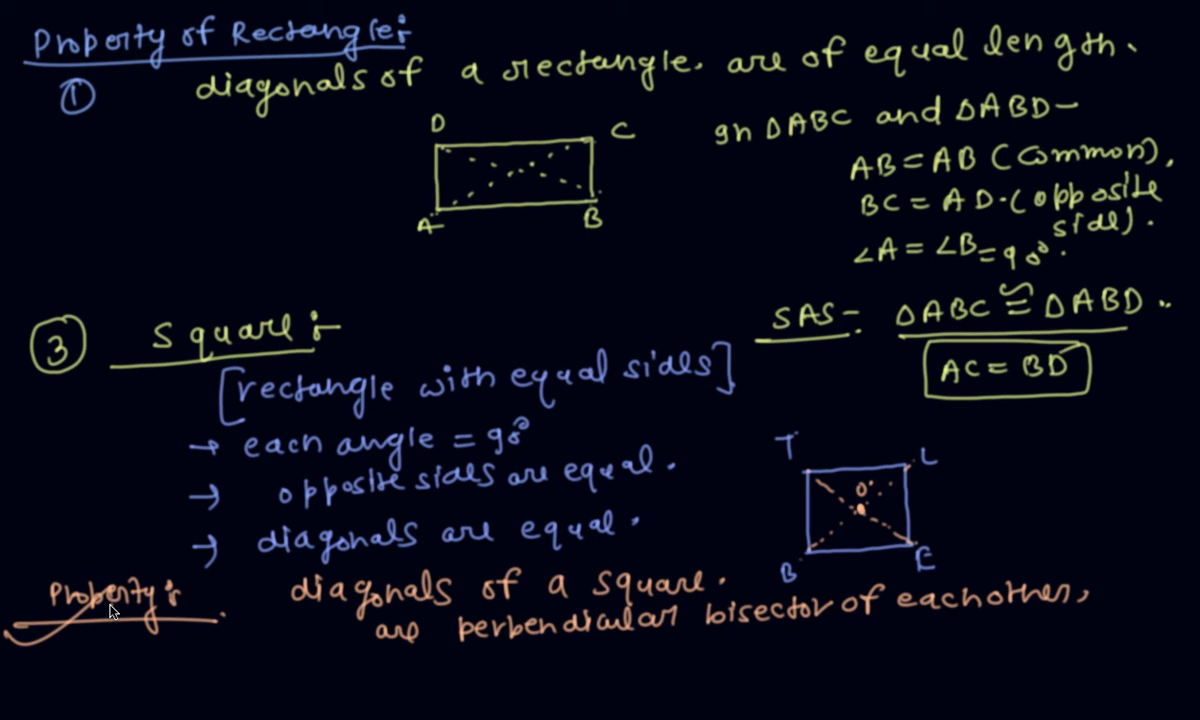 Property of Rectangle:
① diagonals of a rectangle. are of equal length.
D
C
A
B
In ΔABC and ΔABD-
AB = AB (Common),
BC = AD.(opposite
side).
∠A = ∠B = 90°.
SAS- ΔABC ≅ ΔABD..
AC = BD
③ Square:-
[rectangle with equal sides]
→ each angle = 90°
→ opposite sides are equal.
→ diagonals are equal.
T
L
O
B
E
Property: diagonals of a square.
are perbendicular bisector of eachother,